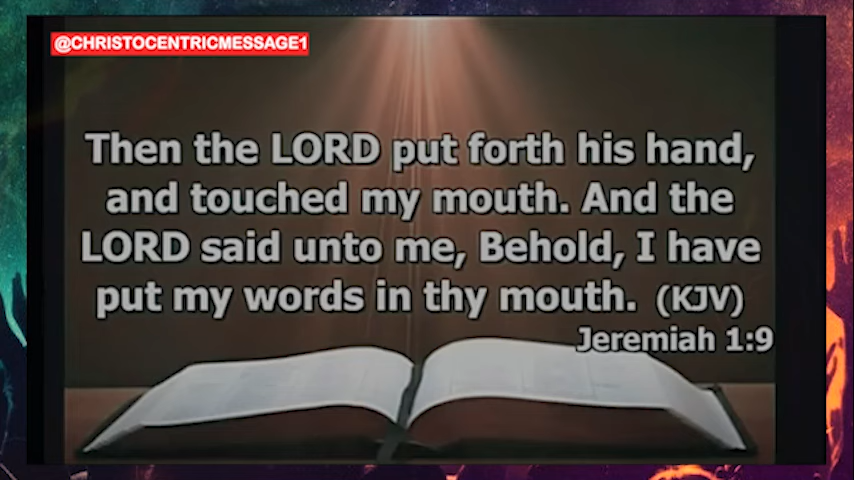 @CHRISTOCENTRICMESSAGE1
Then the LORD put forth his hand,
and touched my mouth. And the
LORD said unto me, Behold, I have
put my words in thy mouth. (KJV)
Jeremiah 1:9